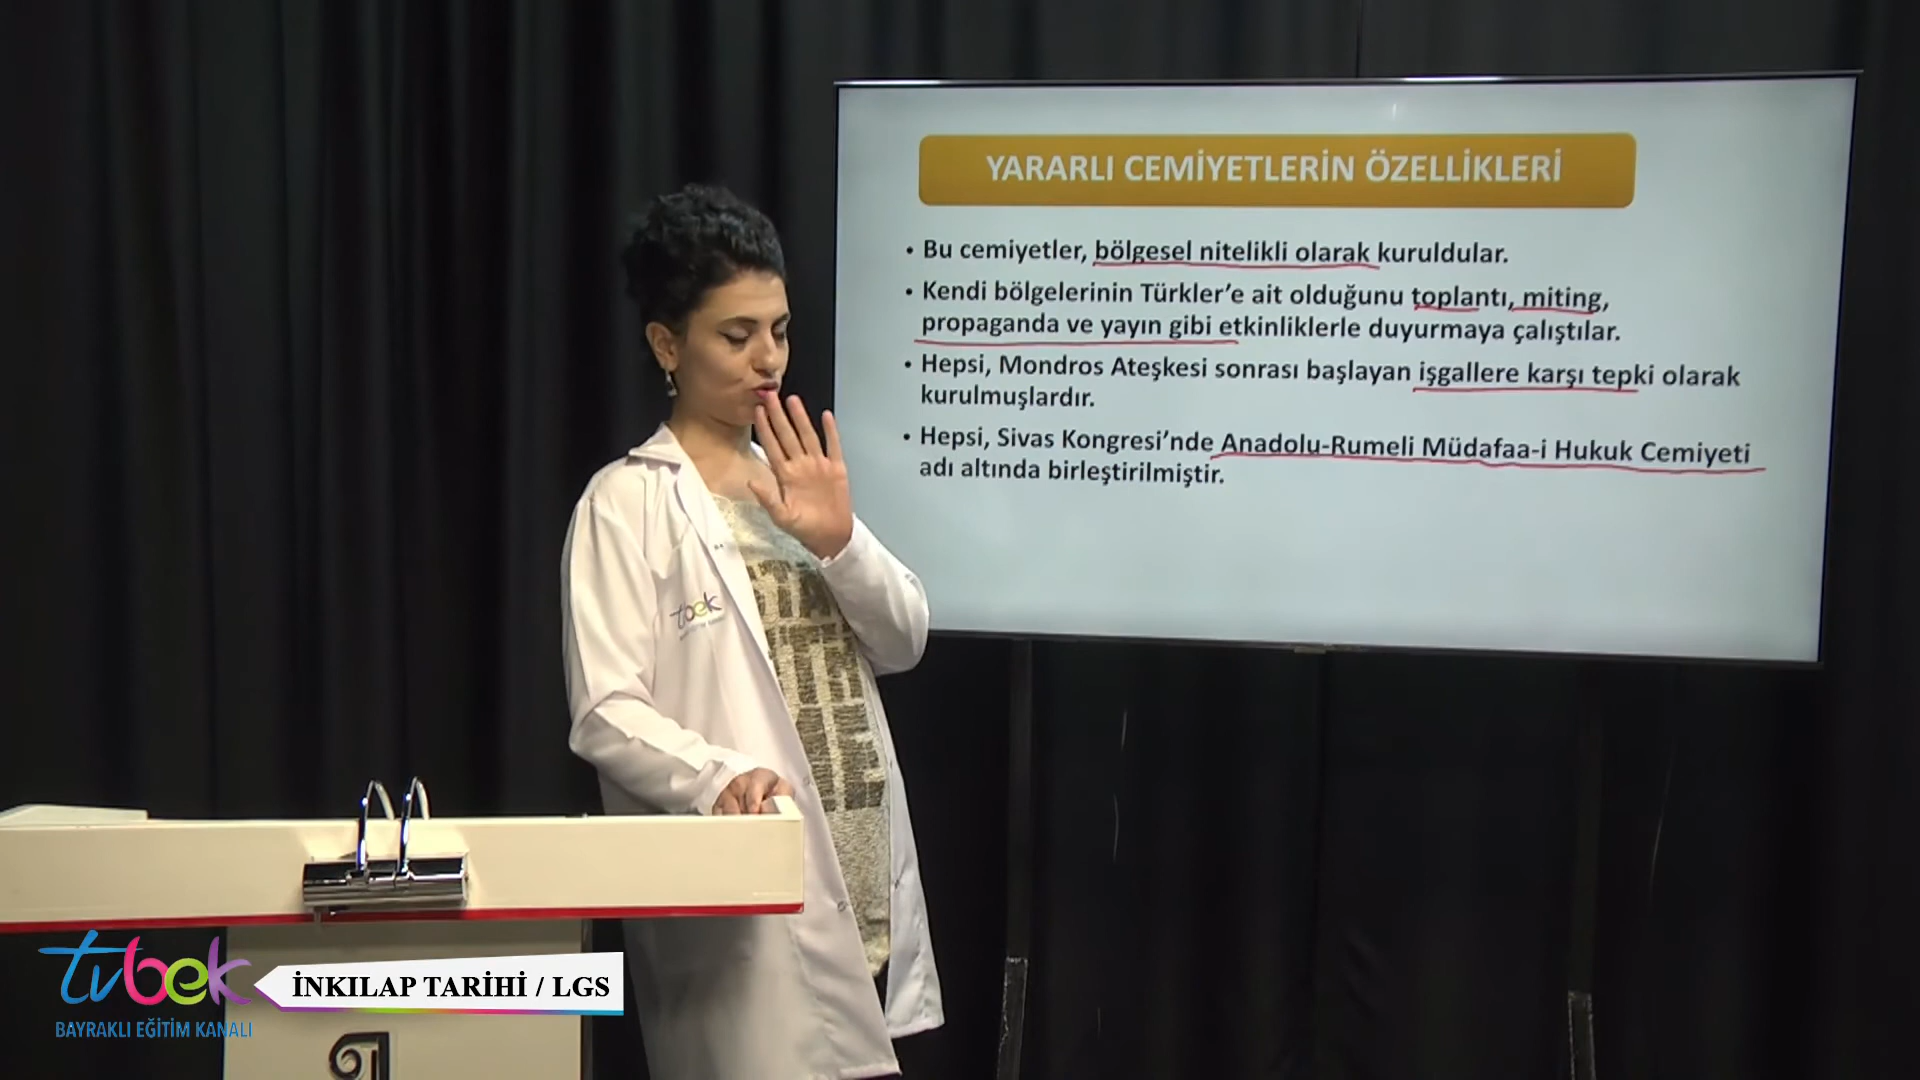 YARARLI CEMİYETLERİN ÖZELLİKLERİ
• Bu cemiyetler, bölgesel nitelikli olarak kuruldular.
• Kendi bölgelerinin Türkler’e ait olduğunu toplantı, miting,
propaganda ve yayın gibi etkinliklerle duyurmaya çalıştılar.
• Hepsi, Mondros Ateşkesi sonrası başlayan işgallere karşı tepki olarak
kurulmuşlardır.
• Hepsi, Sivas Kongresi’nde Anadolu-Rumeli Müdafaa-i Hukuk Cemiyeti
adı altında birleştirilmiştir.
tvbek
tvbek
BAYRAKLI EĞİTİM KANALI
İNKILAP TARİHİ / LGS